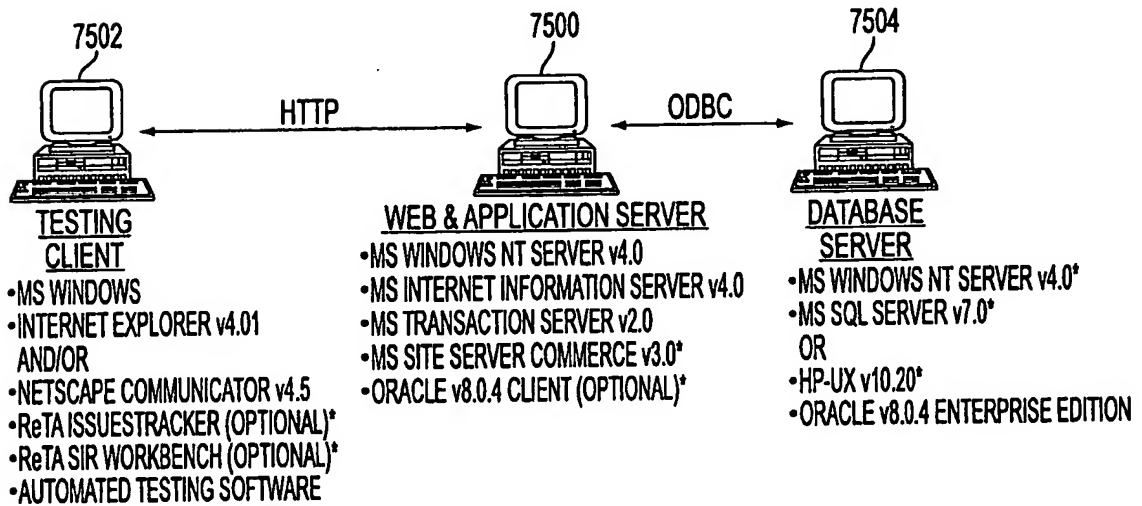 7502
7500
7504
HTTP
ODBC
TESTING
CLIENT
•MS WINDOWS
•INTERNET EXPLORER v4.01
AND/OR
•NETSCAPE COMMUNICATOR v4.5
•ReTA ISSUESTRACKER (OPTIONAL)*
•ReTA SIR WORKBENCH (OPTIONAL)*
•AUTOMATED TESTING SOFTWARE
WEB & APPLICATION SERVER
•MS WINDOWS NT SERVER v4.0
•MS INTERNET INFORMATION SERVER v4.0
•MS TRANSACTION SERVER v2.0
•MS SITE SERVER COMMERCE v3.0*
•ORACLE v8.0.4 CLIENT (OPTIONAL)*
DATABASE
SERVER
•MS WINDOWS NT SERVER v4.0*
•MS SQL SERVER v7.0*
OR
•HP-UX v10.20*
•ORACLE v8.0.4 ENTERPRISE EDITION